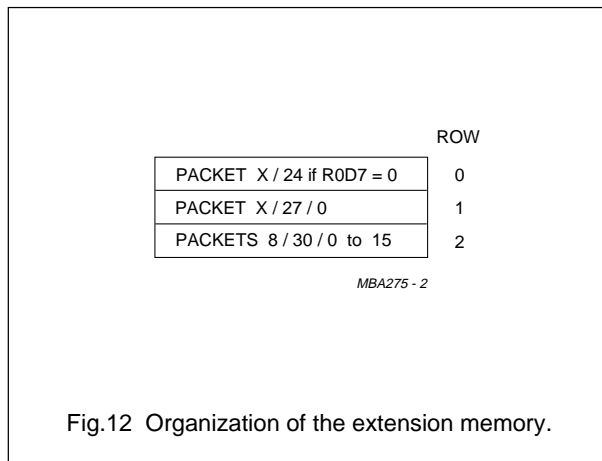 ROW
PACKET X / 24 if R0D7 = 0 0
PACKET X / 27 / 0 1
PACKETS 8 / 30 / 0 to 15 2
MBA275 - 2
Fig.12 Organization of the extension memory.